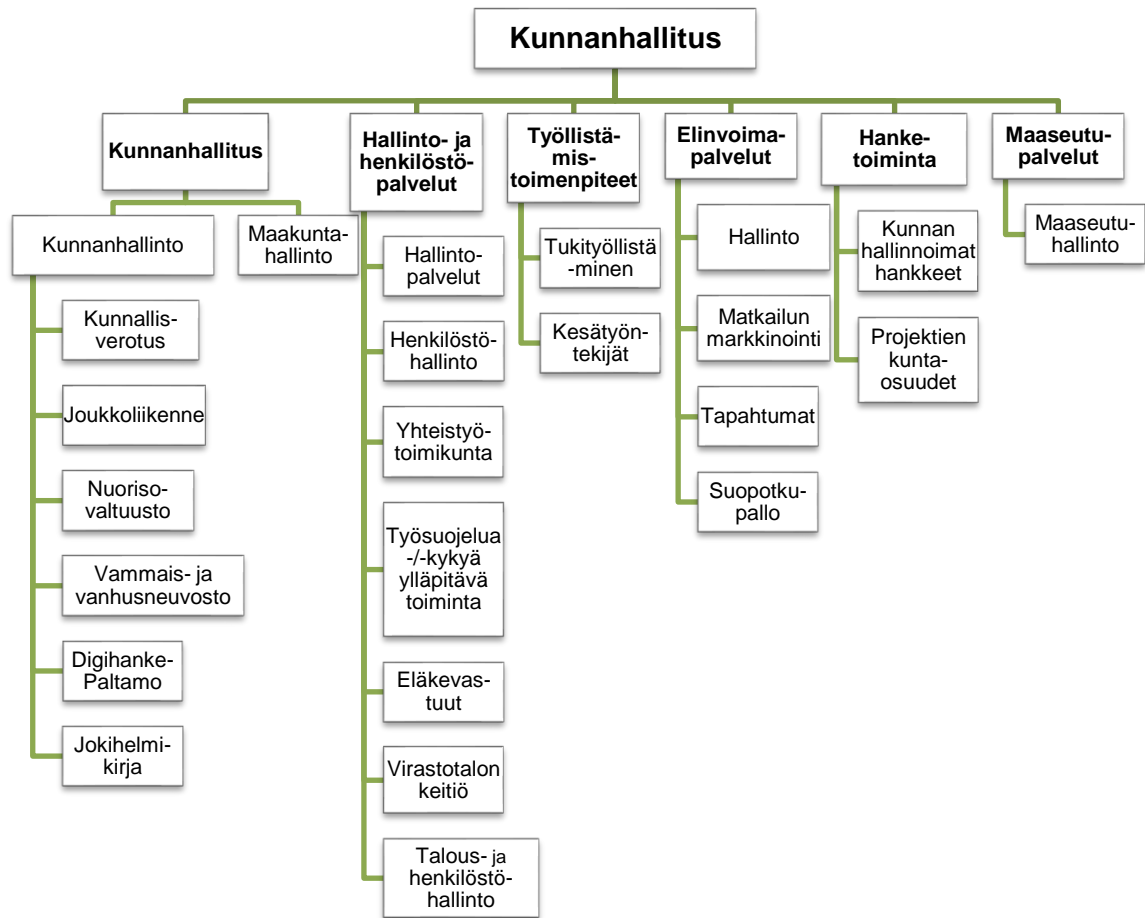 Kunnanhallitus
Kunnanhallitus
Kunnanhallinto
Kunnallis-
verotus
Joukkoliikenne
Nuoriso-
valtuusto
Vammais- ja
vanhusneuvosto
Digihanke-
Paltamo
Jokihelmi-
kirja
Maakunta-
hallinto
Hallinto- ja
henkilöstö-
palvelut
Hallinto-
palvelut
Henkilöstö-
hallinto
Yhteistyö-
toimikunta
Työsuojelua
-/-kykyä
ylläpitävä
toiminta
Eläkevas-
tuut
Virastotalon
keitiö
Talous- ja
henkilöstö-
hallinto
Työllistä-
mis-
toimenpiteet
Tukityöllistä
-minen
Kesätyön-
tekijät
Elinvoima-
palvelut
Hallinto
Matkailun
markkinointi
Tapahtumat
Suopotku-
pallo
Hanke-
toiminta
Kunnan
hallinnoimat
hankkeet
Projektien
kunta-
osuudet
Maaseutu-
palvelut
Maaseutu-
hallinto